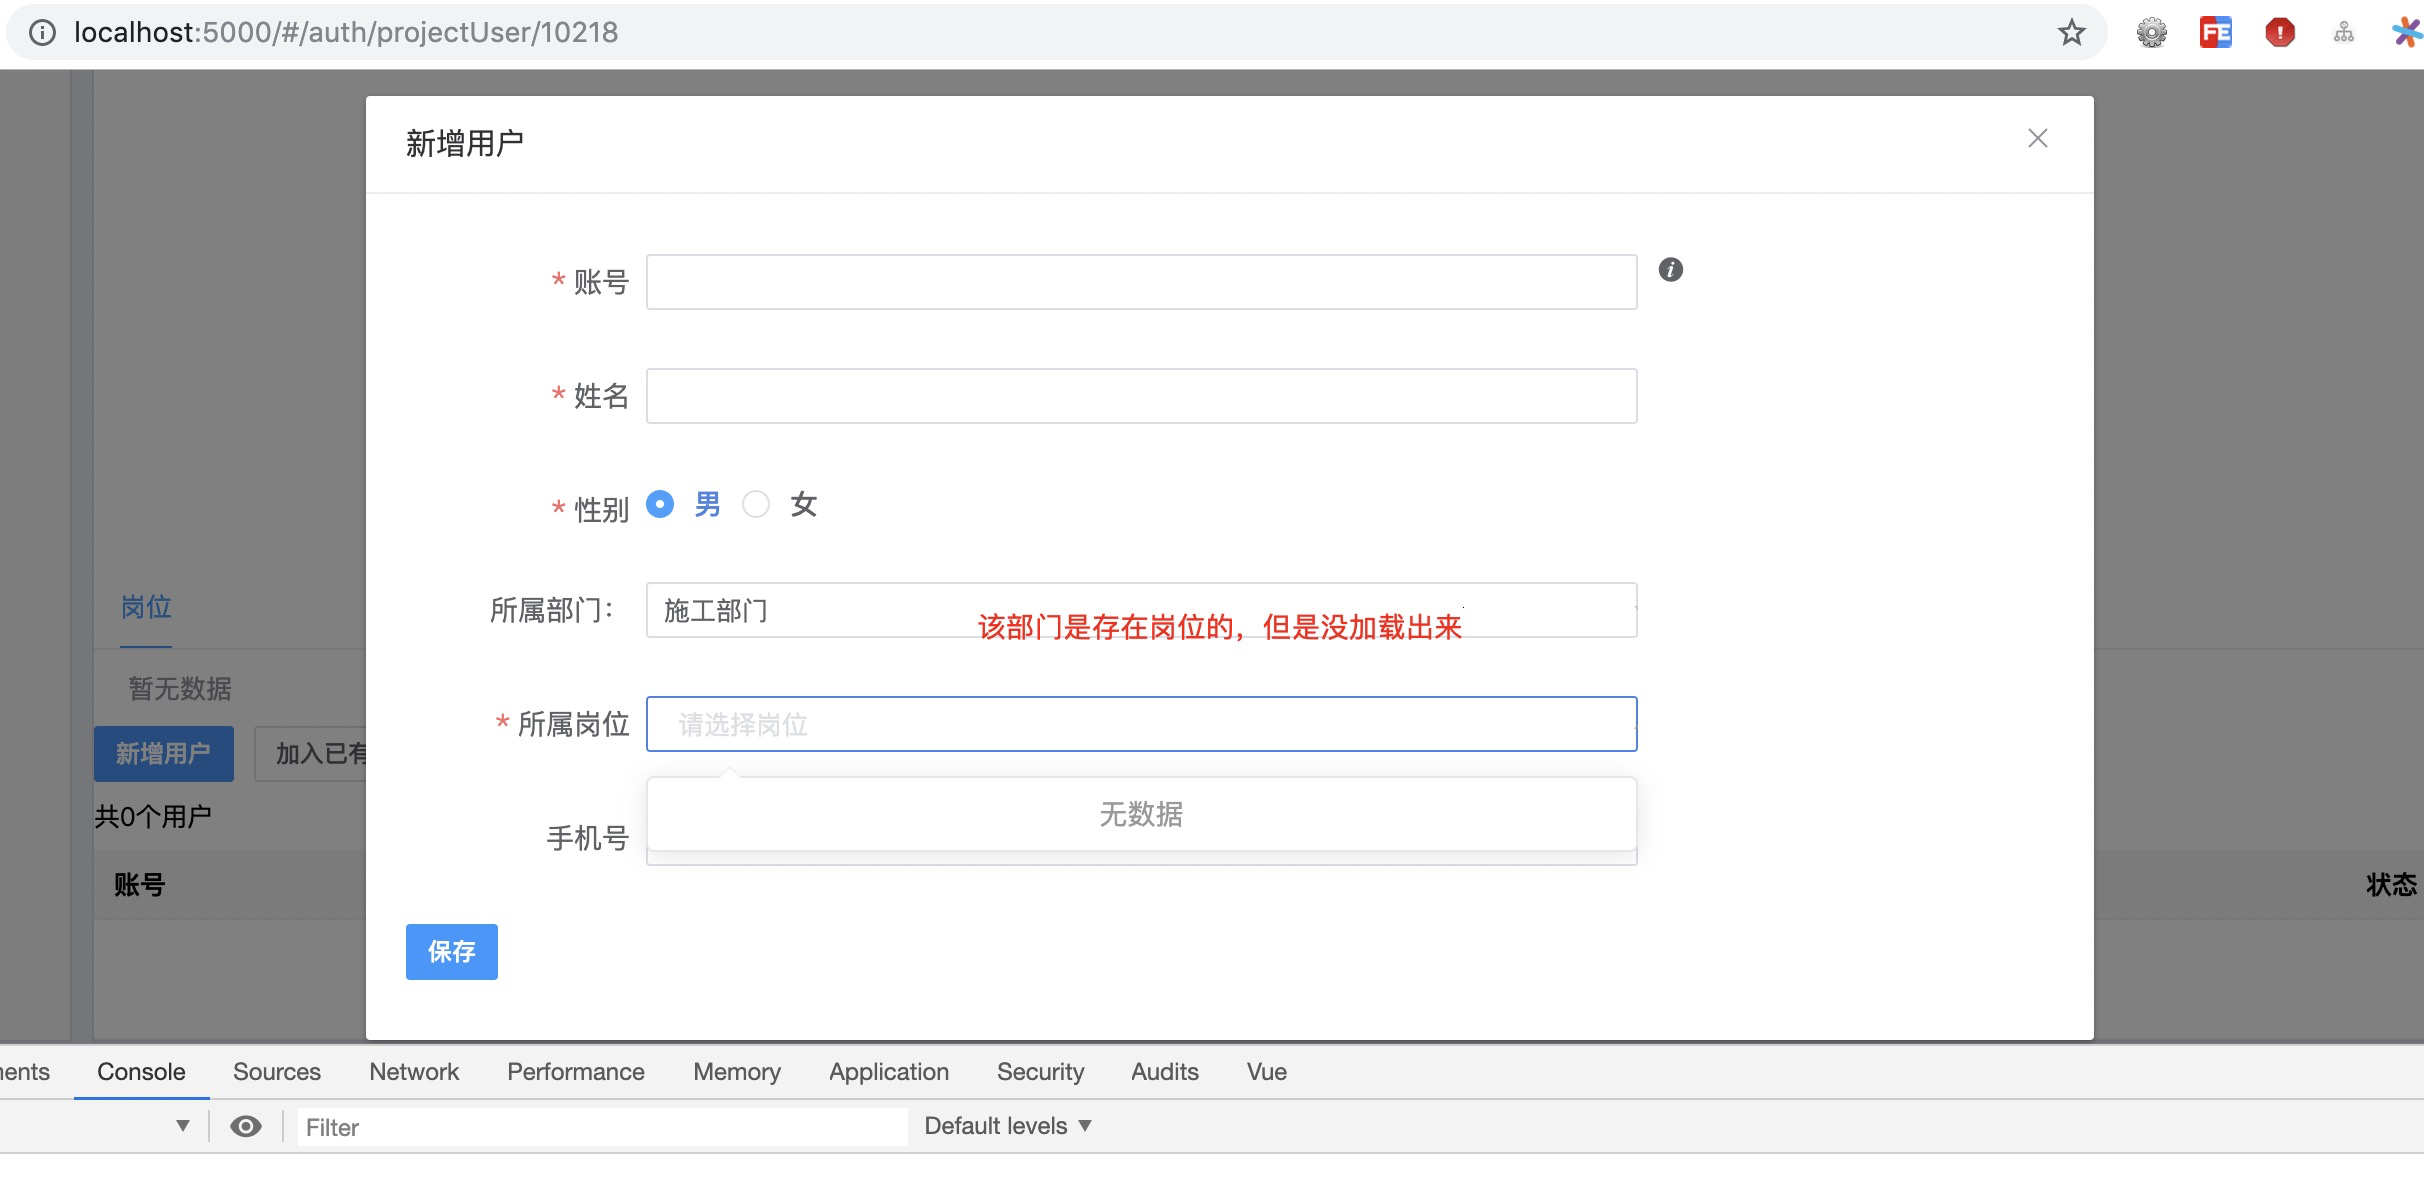 localhost:5000/#/auth/projectUser/10218
FE
新增用户
* 账号
* 姓名
* 性别 男 女
所属部门： 施工部门
该部门是存在岗位的，但是没加载出来
* 所属岗位 请选择岗位
无数据
手机号
保存
岗位
暂无数据
新增用户 加入已有
共0个用户
账号 状态
ents Console Sources Network Performance Memory Application Security Audits Vue
Filter Default levels